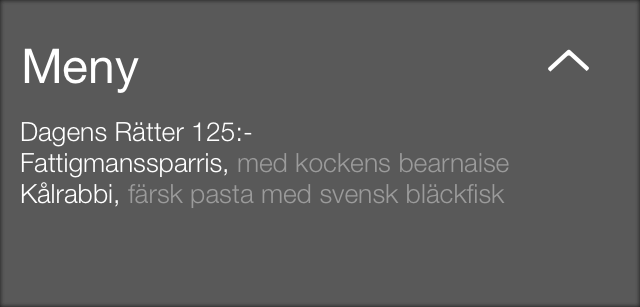 Meny
Dagens Rätter 125:-
Fattigmanssparris, med kockens bearnaise
Kålrabbi, färsk pasta med svensk bläckfisk